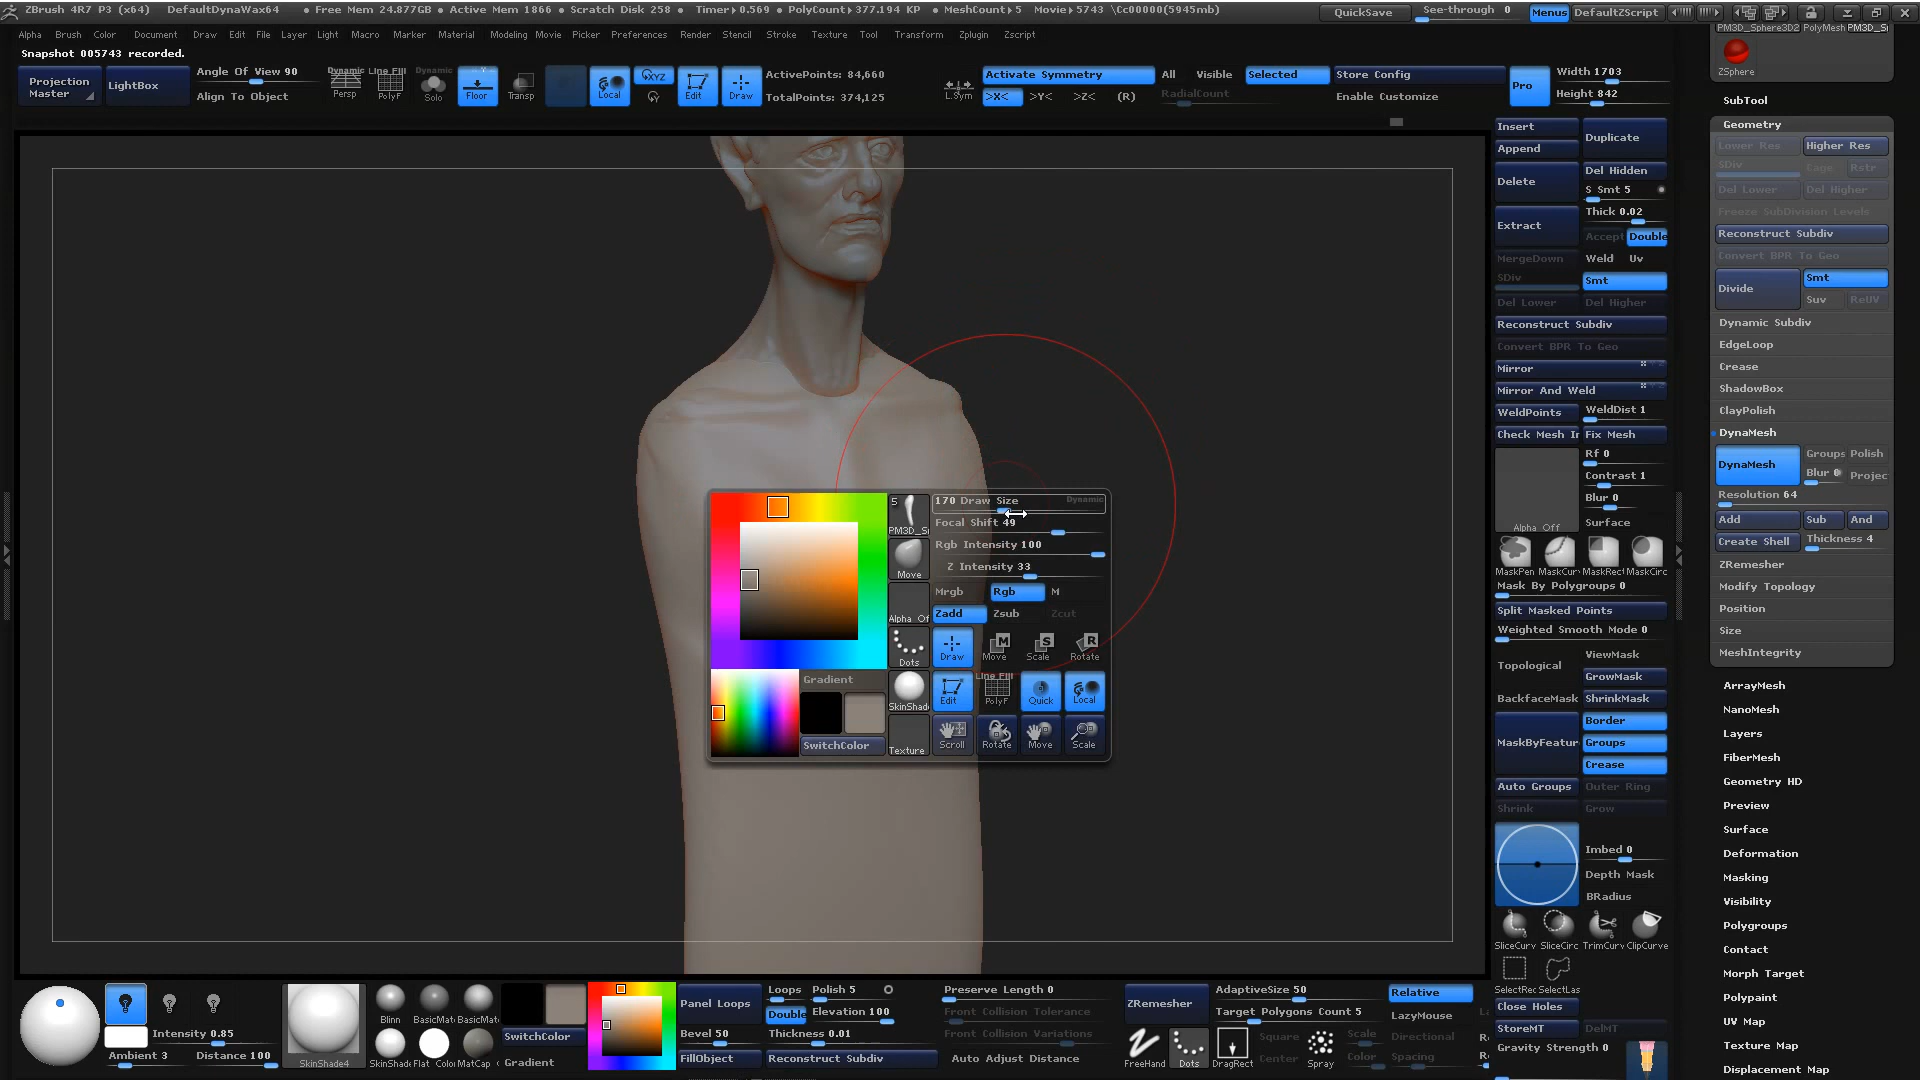 ZBrush 4R7 P3 (x64) DefaultDynaWax46 • Free Mem 24.877GB • Active Mem 1866 • Scratch Disk 258 • Timer▸0.569 • PolyCount▸377.194 KP • MeshCount▸5 Movie▸5743 \Cc00000(5945mb) QuickSave See-through 0 Menus DefaultZScript
Alpha Brush Color Document Draw Edit File Layer Light Macro Marker Material Modeling Movie Picker Preferences Render Stencil Stroke Texture Tool Transform Zplugin Zscript
Snapshot 005743 recorded.
Projection Master
LightBox
Angle Of View 90
Align To Object
Dynamic
Persp
Line Fill
PolyF
Dynamic
Solo
Floor
Transp
Local
XYZ
Edit
Draw
ActivePoints: 84,660
TotalPoints: 374,125
L.Sym
Activate Symmetry
>X< >Y< >Z< (R)
All Visible Selected
RadialCount
Store Config
Enable Customize
Pro
Width 1703
Height 842
170 Draw Size Dynamic
Focal Shift 49
Rgb Intensity 100
Z Intensity 33
Mrgb Rgb M
Zadd Zsub Zcut
Draw Move Scale Rotate
Line Fill
Edit PolyF Quick Local
Scroll Rotate Move Scale
5
Move
Dots
Texture
Gradient
SwitchColor
Insert
Duplicate
Append
Delete
Del Hidden
S Smt 5
Extract
Thick 0.02
Accept Double
MergeDown Weld Uv
SDiv Smt
Del Lower Del Higher
Reconstruct Subdiv
Convert BPR To Geo
Mirror
Mirror And Weld
WeldPoints WeldDist 1
Check Mesh In Fix Mesh
Rf 0
Contrast 1
Blur 0
Surface
Alpha Off
MaskPen MaskCur MaskRec MaskCirc
Mask By Polygroups 0
Split Masked Points
Weighted Smooth Mode 0
Topological
ViewMask
GrowMask
BackfaceMask ShrinkMask
Border
MaskByFeatur Groups
Crease
Auto Groups Outer Ring
Shrink Grow
Imbed 0
Depth Mask
BRadius
SliceCurv SliceCirc TrimCurv ClipCurve
SelectRec SelectLas
Close Holes
StoreMT DelMT
Gravity Strength 0
PM3D_Sphere3D2 PolyMesh PM3D_S
ZSphere
SubTool
Geometry
Lower Res Higher Res
SDiv Cage Rstr
Del Lower Del Higher
Freeze SubDivision Levels
Reconstruct Subdiv
Convert BPR To Geo
Divide Smt
Suv ReUV
Dynamic Subdiv
EdgeLoop
Crease
ShadowBox
ClayPolish
DynaMesh
DynaMesh Groups Polish
Blur 0 Projec
Resolution 64
Add Sub And
Create Shell Thickness 4
ZRemesher
Modify Topology
Position
Size
MeshIntegrity
ArrayMesh
NanoMesh
Layers
FiberMesh
Geometry HD
Preview
Surface
Deformation
Masking
Visibility
Polygroups
Contact
Morph Target
Polypaint
UV Map
Texture Map
Displacement Map
Intensity 0.85
Ambient 3 Distance 100
SkinShade4
Blinn BasicMat BasicMat
SkinShade Flat Color MatCap
SwitchColor
Gradient
Panel Loops
Loops Polish 5
Double Elevation 100
Bevel 50 Thickness 0.01
FillObject Reconstruct Subdiv
Preserve Length 0
Front Collision Tolerance
Front Collision Variations
Auto Adjust Distance
ZRemesher
AdaptiveSize 50
Target Polygons Count 5
FreeHand Dots DragRect Spray
Square
Center
Scale
Color
Relative
LazyMouse
Directional
Spacing